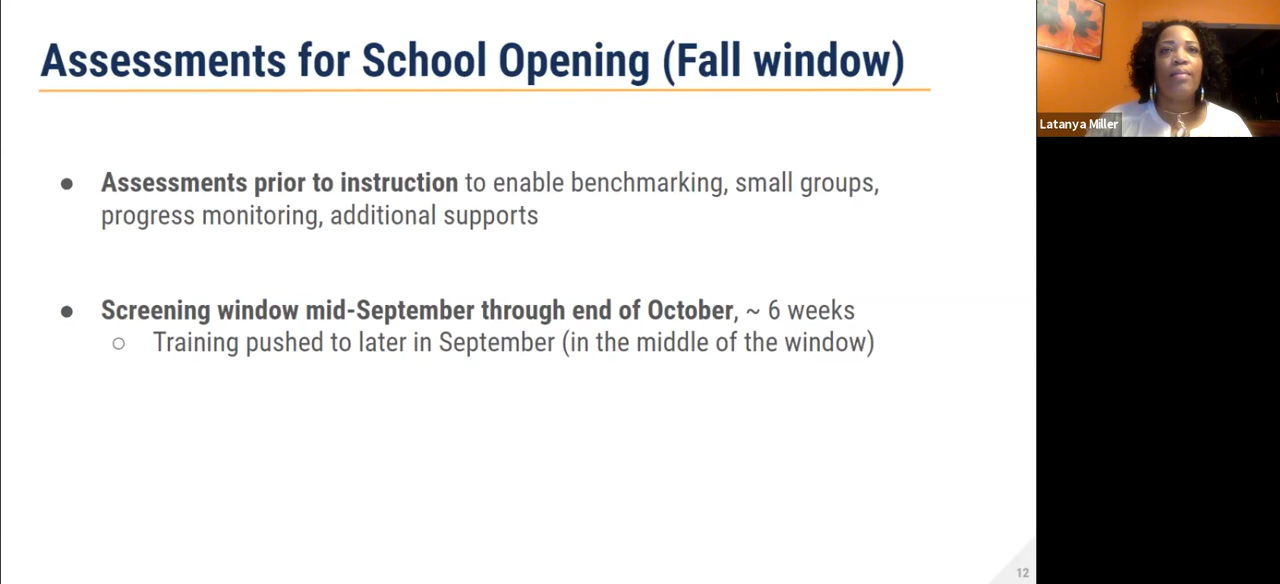 Assessments for School Opening (Fall window)
● Assessments prior to instruction to enable benchmarking, small groups,
progress monitoring, additional supports
● Screening window mid-September through end of October, ~ 6 weeks
○ Training pushed to later in September (in the middle of the window)
12
Latanya Miller